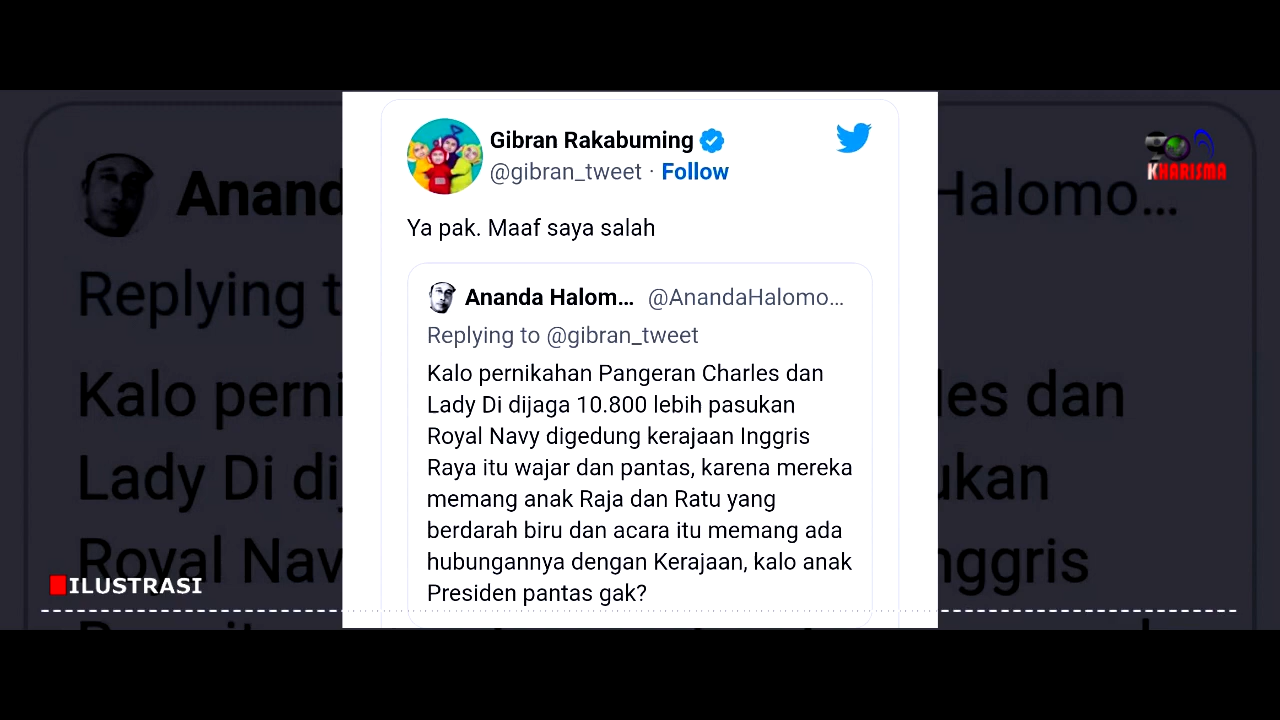 Gibran Rakabuming
@gibran_tweet · Follow
Ya pak. Maaf saya salah
Ananda Halom... @AnandaHalomo...
Replying to @gibran_tweet
Kalo pernikahan Pangeran Charles dan
Lady Di dijaga 10.800 lebih pasukan
Royal Navy digedung kerajaan Inggris
Raya itu wajar dan pantas, karena mereka
memang anak Raja dan Ratu yang
berdarah biru dan acara itu memang ada
hubungannya dengan Kerajaan, kalo anak
Presiden pantas gak?
KHARISMA
ILUSTRASI